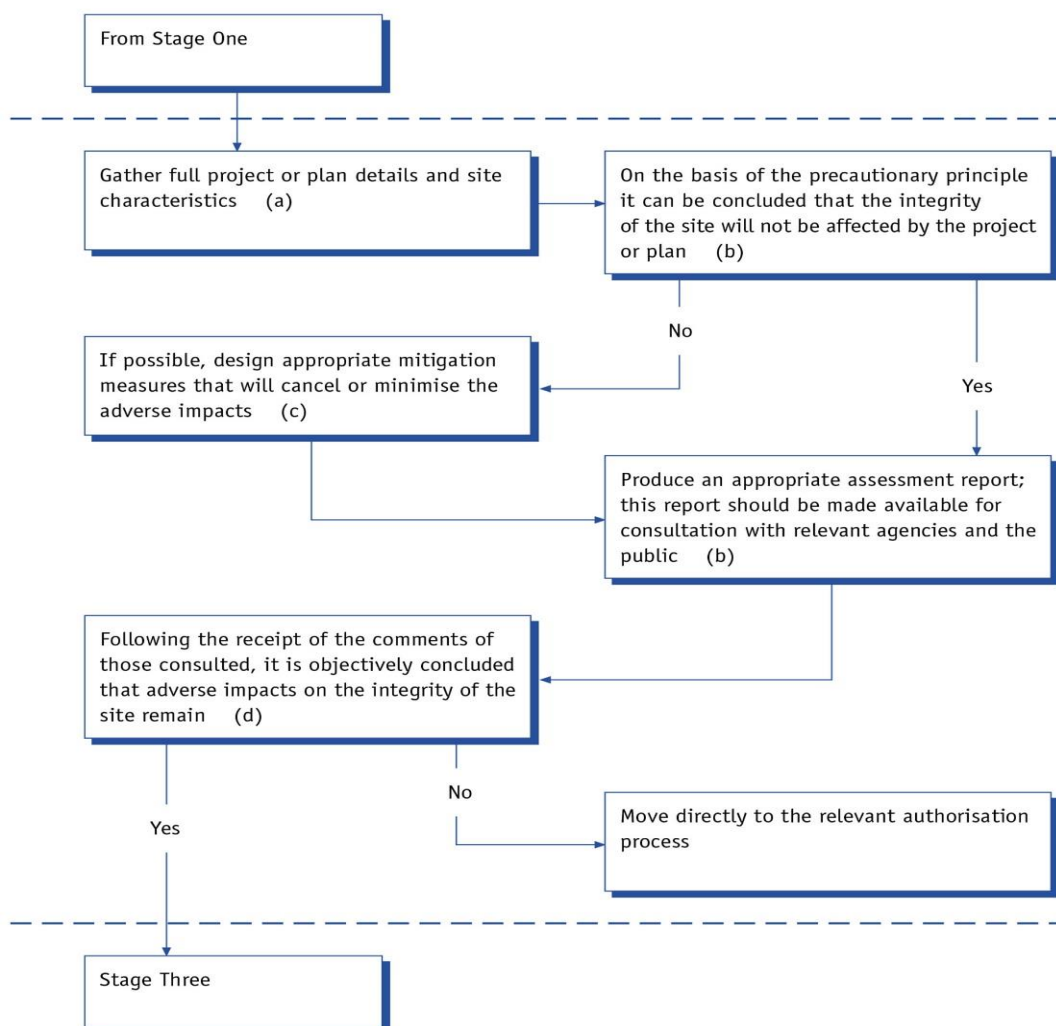 From Stage One
Gather full project or plan details and site
characteristics (a)
On the basis of the precautionary principle
it can be concluded that the integrity
of the site will not be affected by the project
or plan (b)
No
Yes
If possible, design appropriate mitigation
measures that will cancel or minimise the
adverse impacts (c)
Produce an appropriate assessment report;
this report should be made available for
consultation with relevant agencies and the
public (b)
Following the receipt of the comments of
those consulted, it is objectively concluded
that adverse impacts on the integrity of the
site remain (d)
No
Yes
Move directly to the relevant authorisation
process
Stage Three